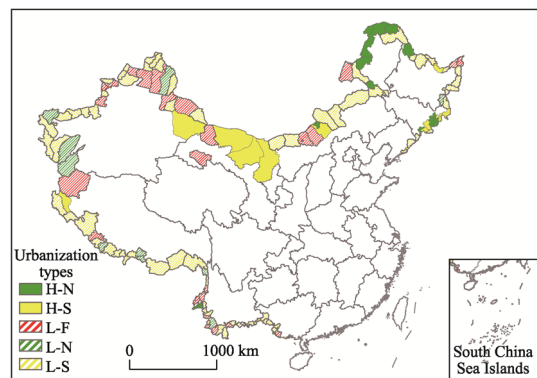 Urbanization
types
H-N
H-S
L-F
L-N
L-S
0 1000 km
South China
Sea Islands